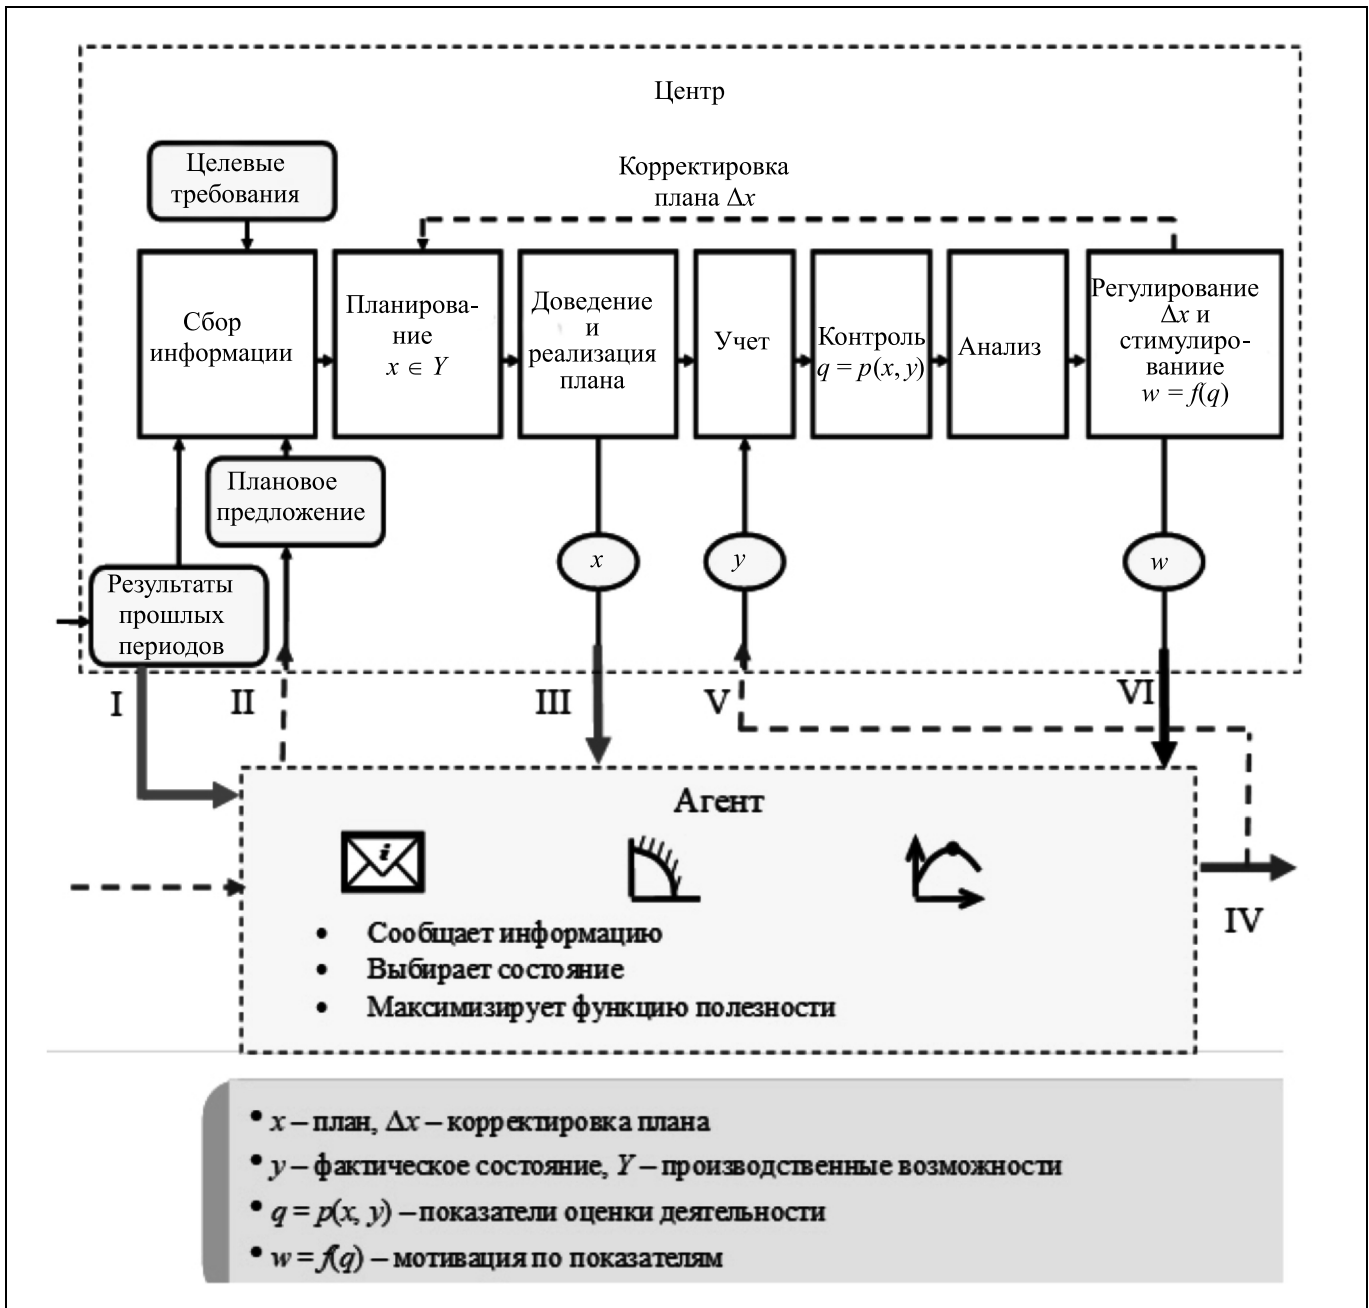 Центр
Целевые
требования
Корректировка
плана Δx
Сбор
информации
Планирова-
ние
x ∈ Y
Доведение
и
реализация
плана
Учет
Контроль
q = p(x, y)
Анализ
Регулирование
Δx и
стимулиро-
ваниие
w = f(q)
Плановое
предложение
Результаты
прошлых
периодов
x
y
w
I
II
III
V
VI
Агент
i
IV
• Сообщает информацию
• Выбирает состояние
• Максимизирует функцию полезности
• x – план, Δx – корректировка плана
• y – фактическое состояние, Y – производственные возможности
• q = p(x, y) – показатели оценки деятельности
• w = f(q) – мотивация по показателям